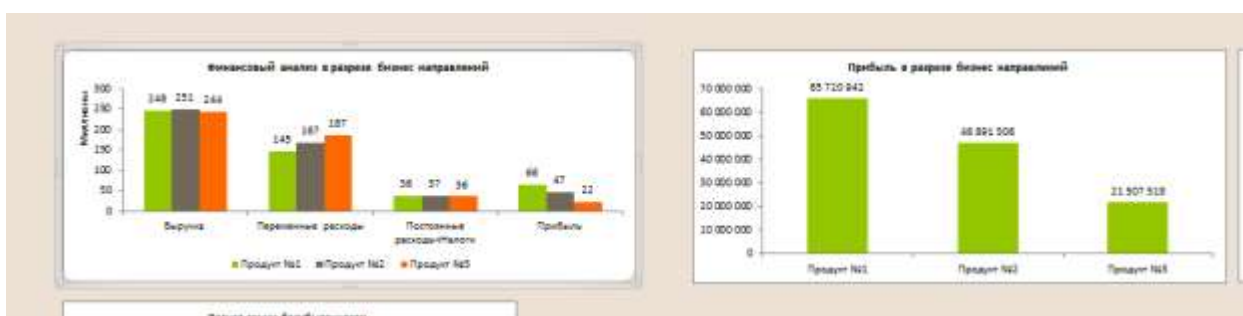 Финансовый анализ в разрезе бизнес направлений
Миллионы
300
250
200
150
100
50
0
248 251 244
145 167 187
36 37 36
66 47 22
Выручка
Переменные расходы
Постоянные расходы+Налоги
Прибыль
Продукт №1 Продукт №2 Продукт №3
Прибыль в разрезе бизнес направлений
70 000 000
60 000 000
50 000 000
40 000 000
30 000 000
20 000 000
10 000 000
0
65 720 942
46 891 506
21 907 518
Продукт №1
Продукт №2
Продукт №3